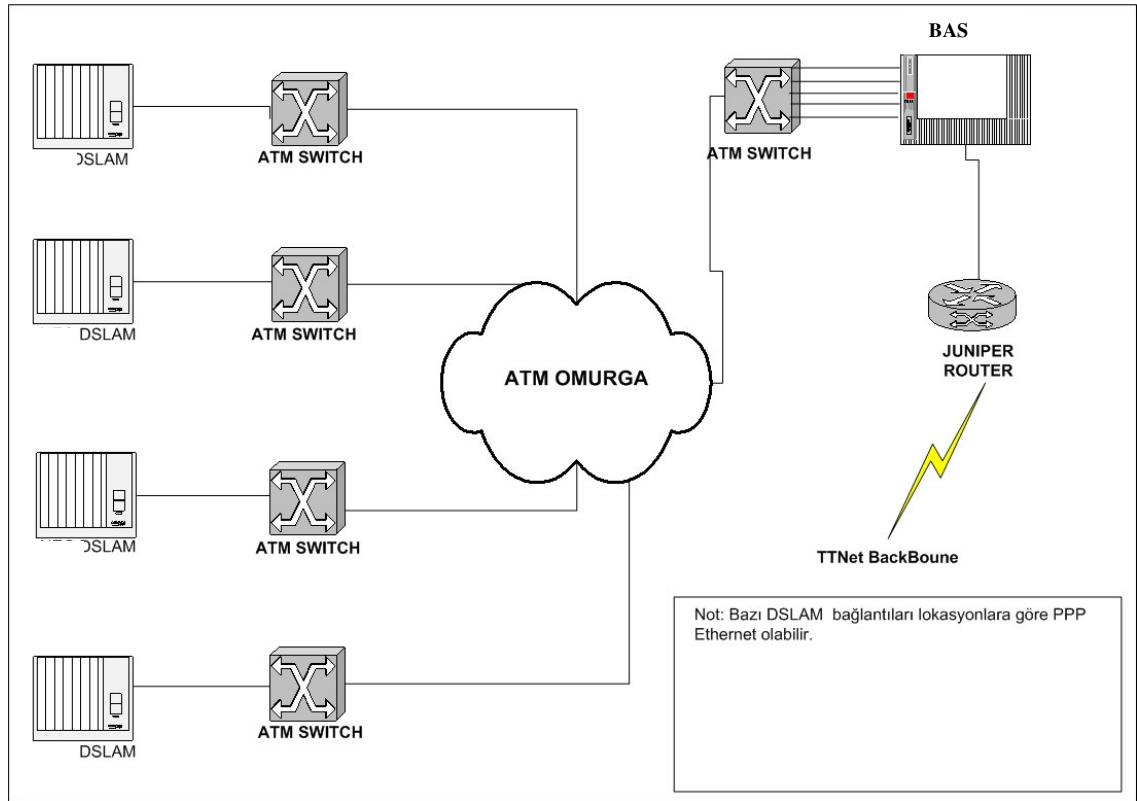 BAS
DSLAM
ATM SWITCH
ATM SWITCH
DSLAM
ATM SWITCH
ATM OMURGA
JUNIPER
ROUTER
DSLAM
ATM SWITCH
TTNet BackBoune
Not: Bazı DSLAM bağlantıları lokasyonlara göre PPP
Ethernet olabilir.
DSLAM
ATM SWITCH